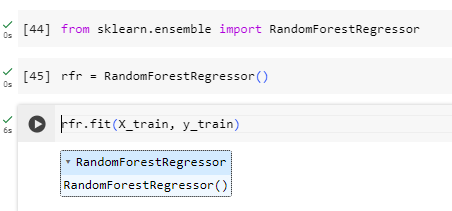 [44] from sklearn.ensemble import RandomForestRegressor
0s
[45] rfr = RandomForestRegressor()
0s
rfr.fit(X_train, y_train)
6s
RandomForestRegressor
RandomForestRegressor()